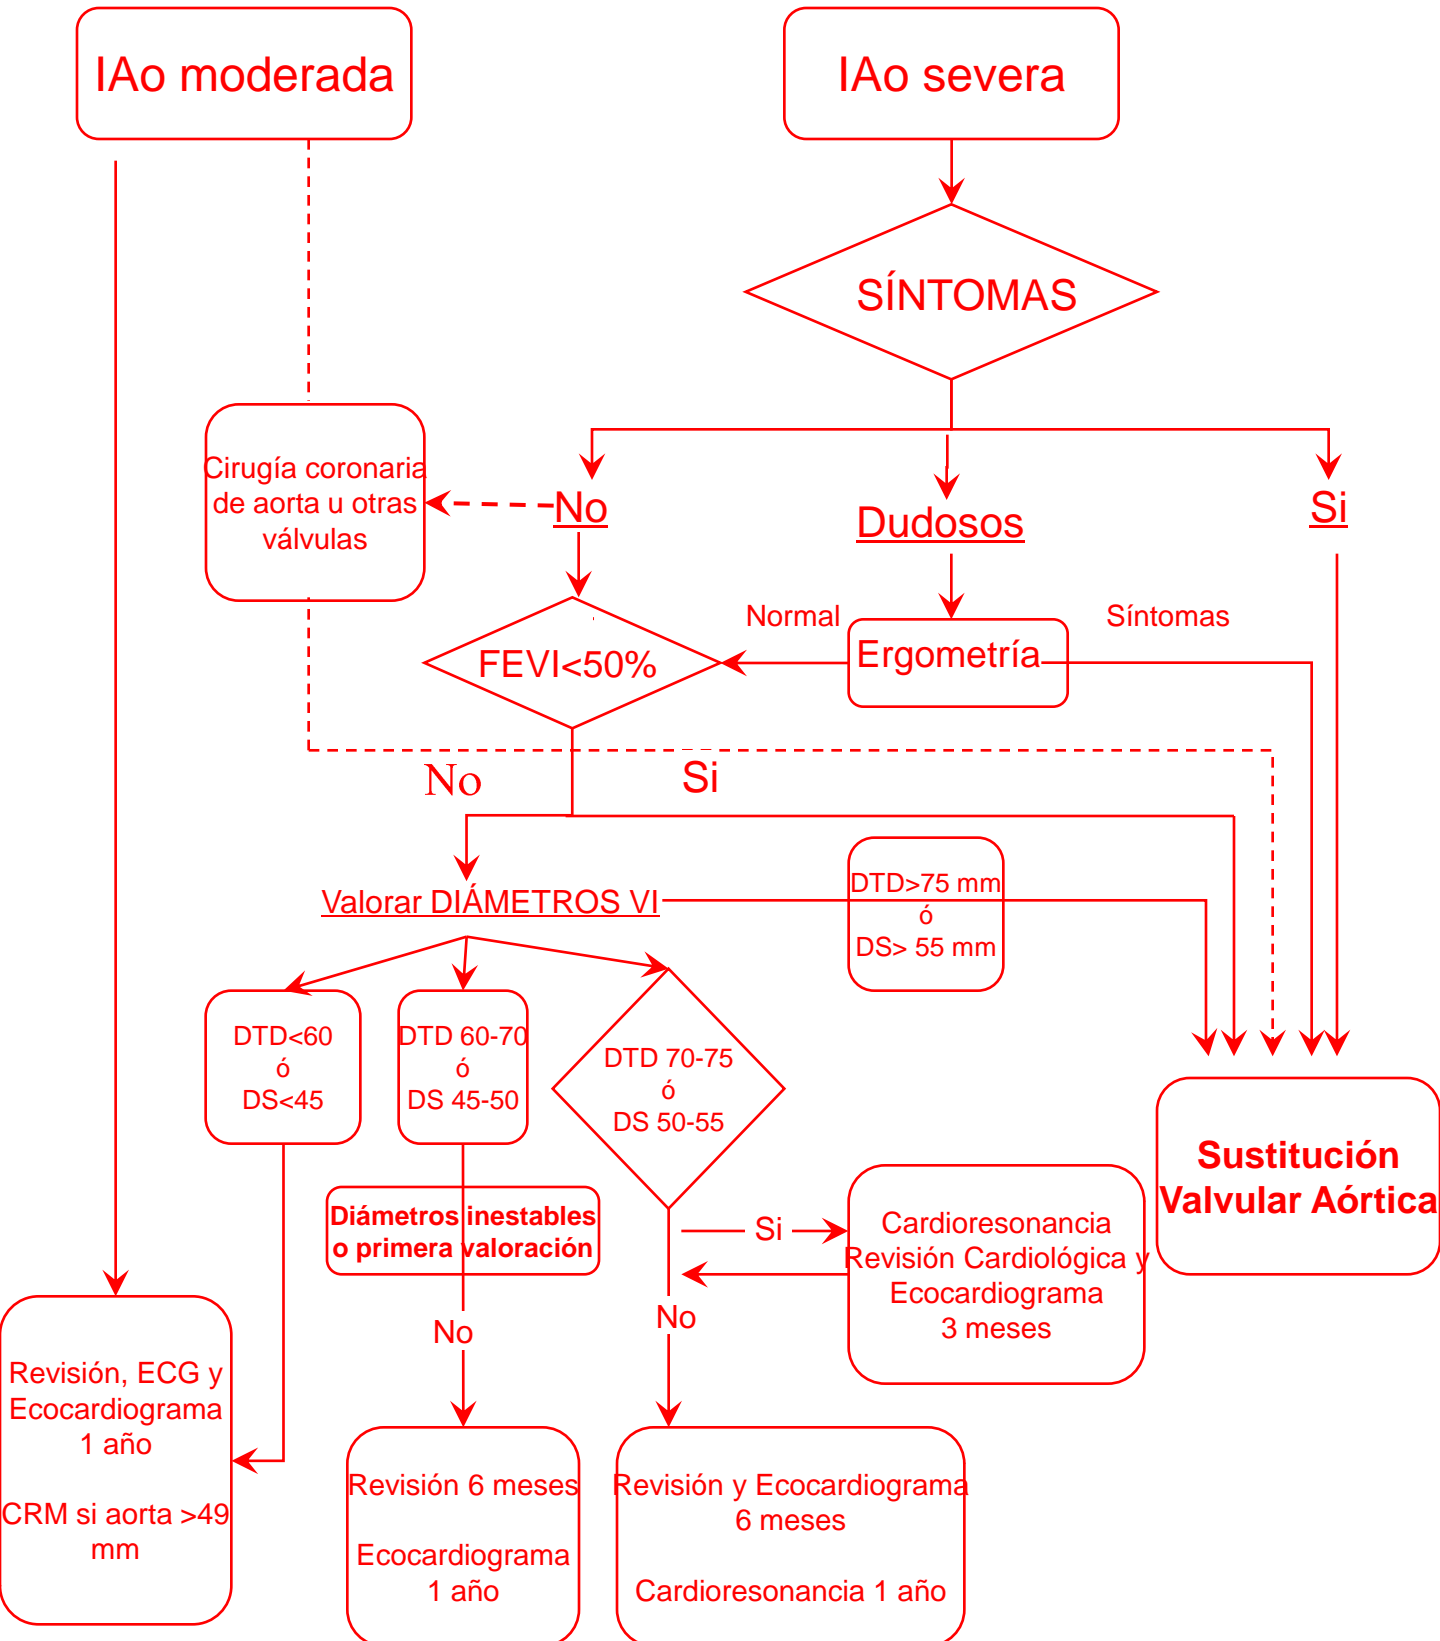 IAo moderada
IAo severa
SÍNTOMAS
Cirugía coronaria
de aorta u otras
válvulas
No
Dudosos
Si
Normal
Ergometría
Síntomas
FEVI<50%
No
Si
Valorar DIÁMETROS VI
DTD>75 mm
ó
DS> 55 mm
DTD<60
ó
DS<45
DTD 60-70
ó
DS 45-50
DTD 70-75
ó
DS 50-55
Sustitución
Valvular Aórtica
Diámetros inestables
o primera valoración
Si
Cardioresonancia
Revisión Cardiológica y
Ecocardiograma
3 meses
No
No
Revisión, ECG y
Ecocardiograma
1 año
CRM si aorta >49
mm
Revisión 6 meses
Ecocardiograma
1 año
Revisión y Ecocardiograma
6 meses
Cardioresonancia 1 año